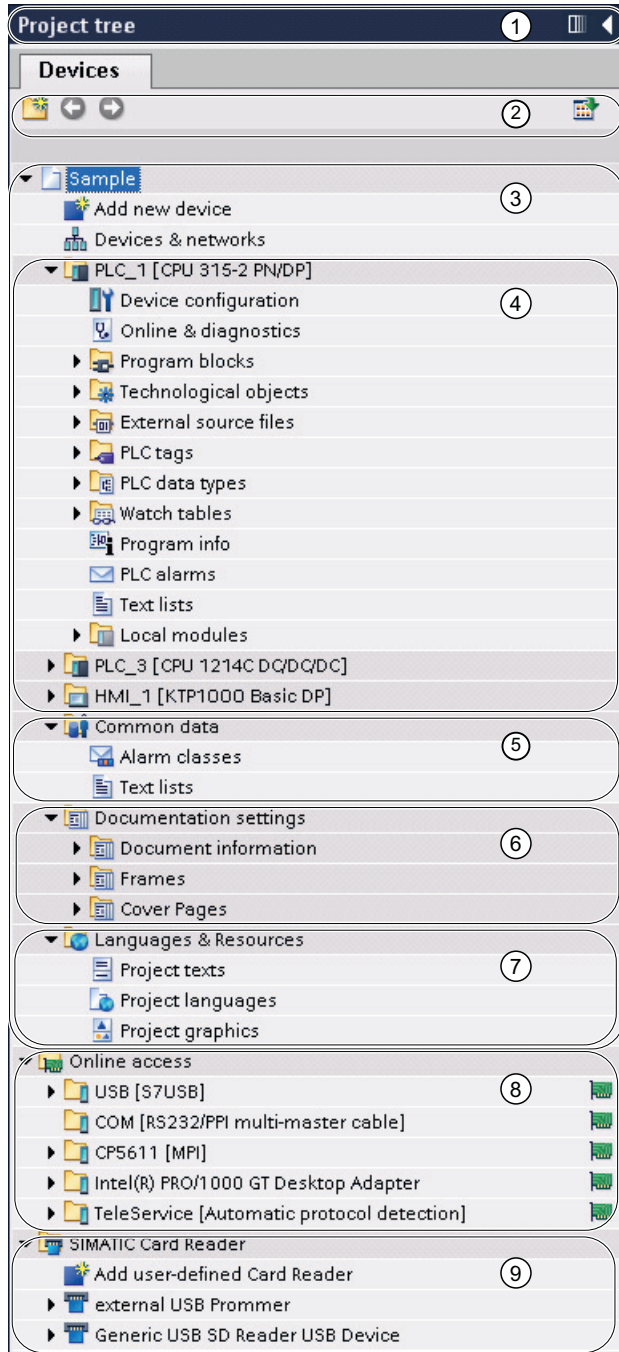 Project tree 1
Devices
2
Sample 3
Add new device
Devices & networks
PLC_1 [CPU 315-2 PN/DP]
Device configuration 4
Online & diagnostics
Program blocks
Technological objects
External source files
PLC tags
PLC data types
Watch tables
Program info
PLC alarms
Text lists
Local modules
PLC_3 [CPU 1214C DC/DC/DC]
HMI_1 [KTP1000 Basic DP]
Common data 5
Alarm classes
Text lists
Documentation settings
Document information 6
Frames
Cover Pages
Languages & Resources
Project texts 7
Project languages
Project graphics
Online access
USB [S7USB] 8
COM [RS232/PPI multi-master cable]
CP5611 [MPI]
Intel(R) PRO/1000 GT Desktop Adapter
TeleService [Automatic protocol detection]
SIMATIC Card Reader
Add user-defined Card Reader 9
external USB Prommer
Generic USB SD Reader USB Device